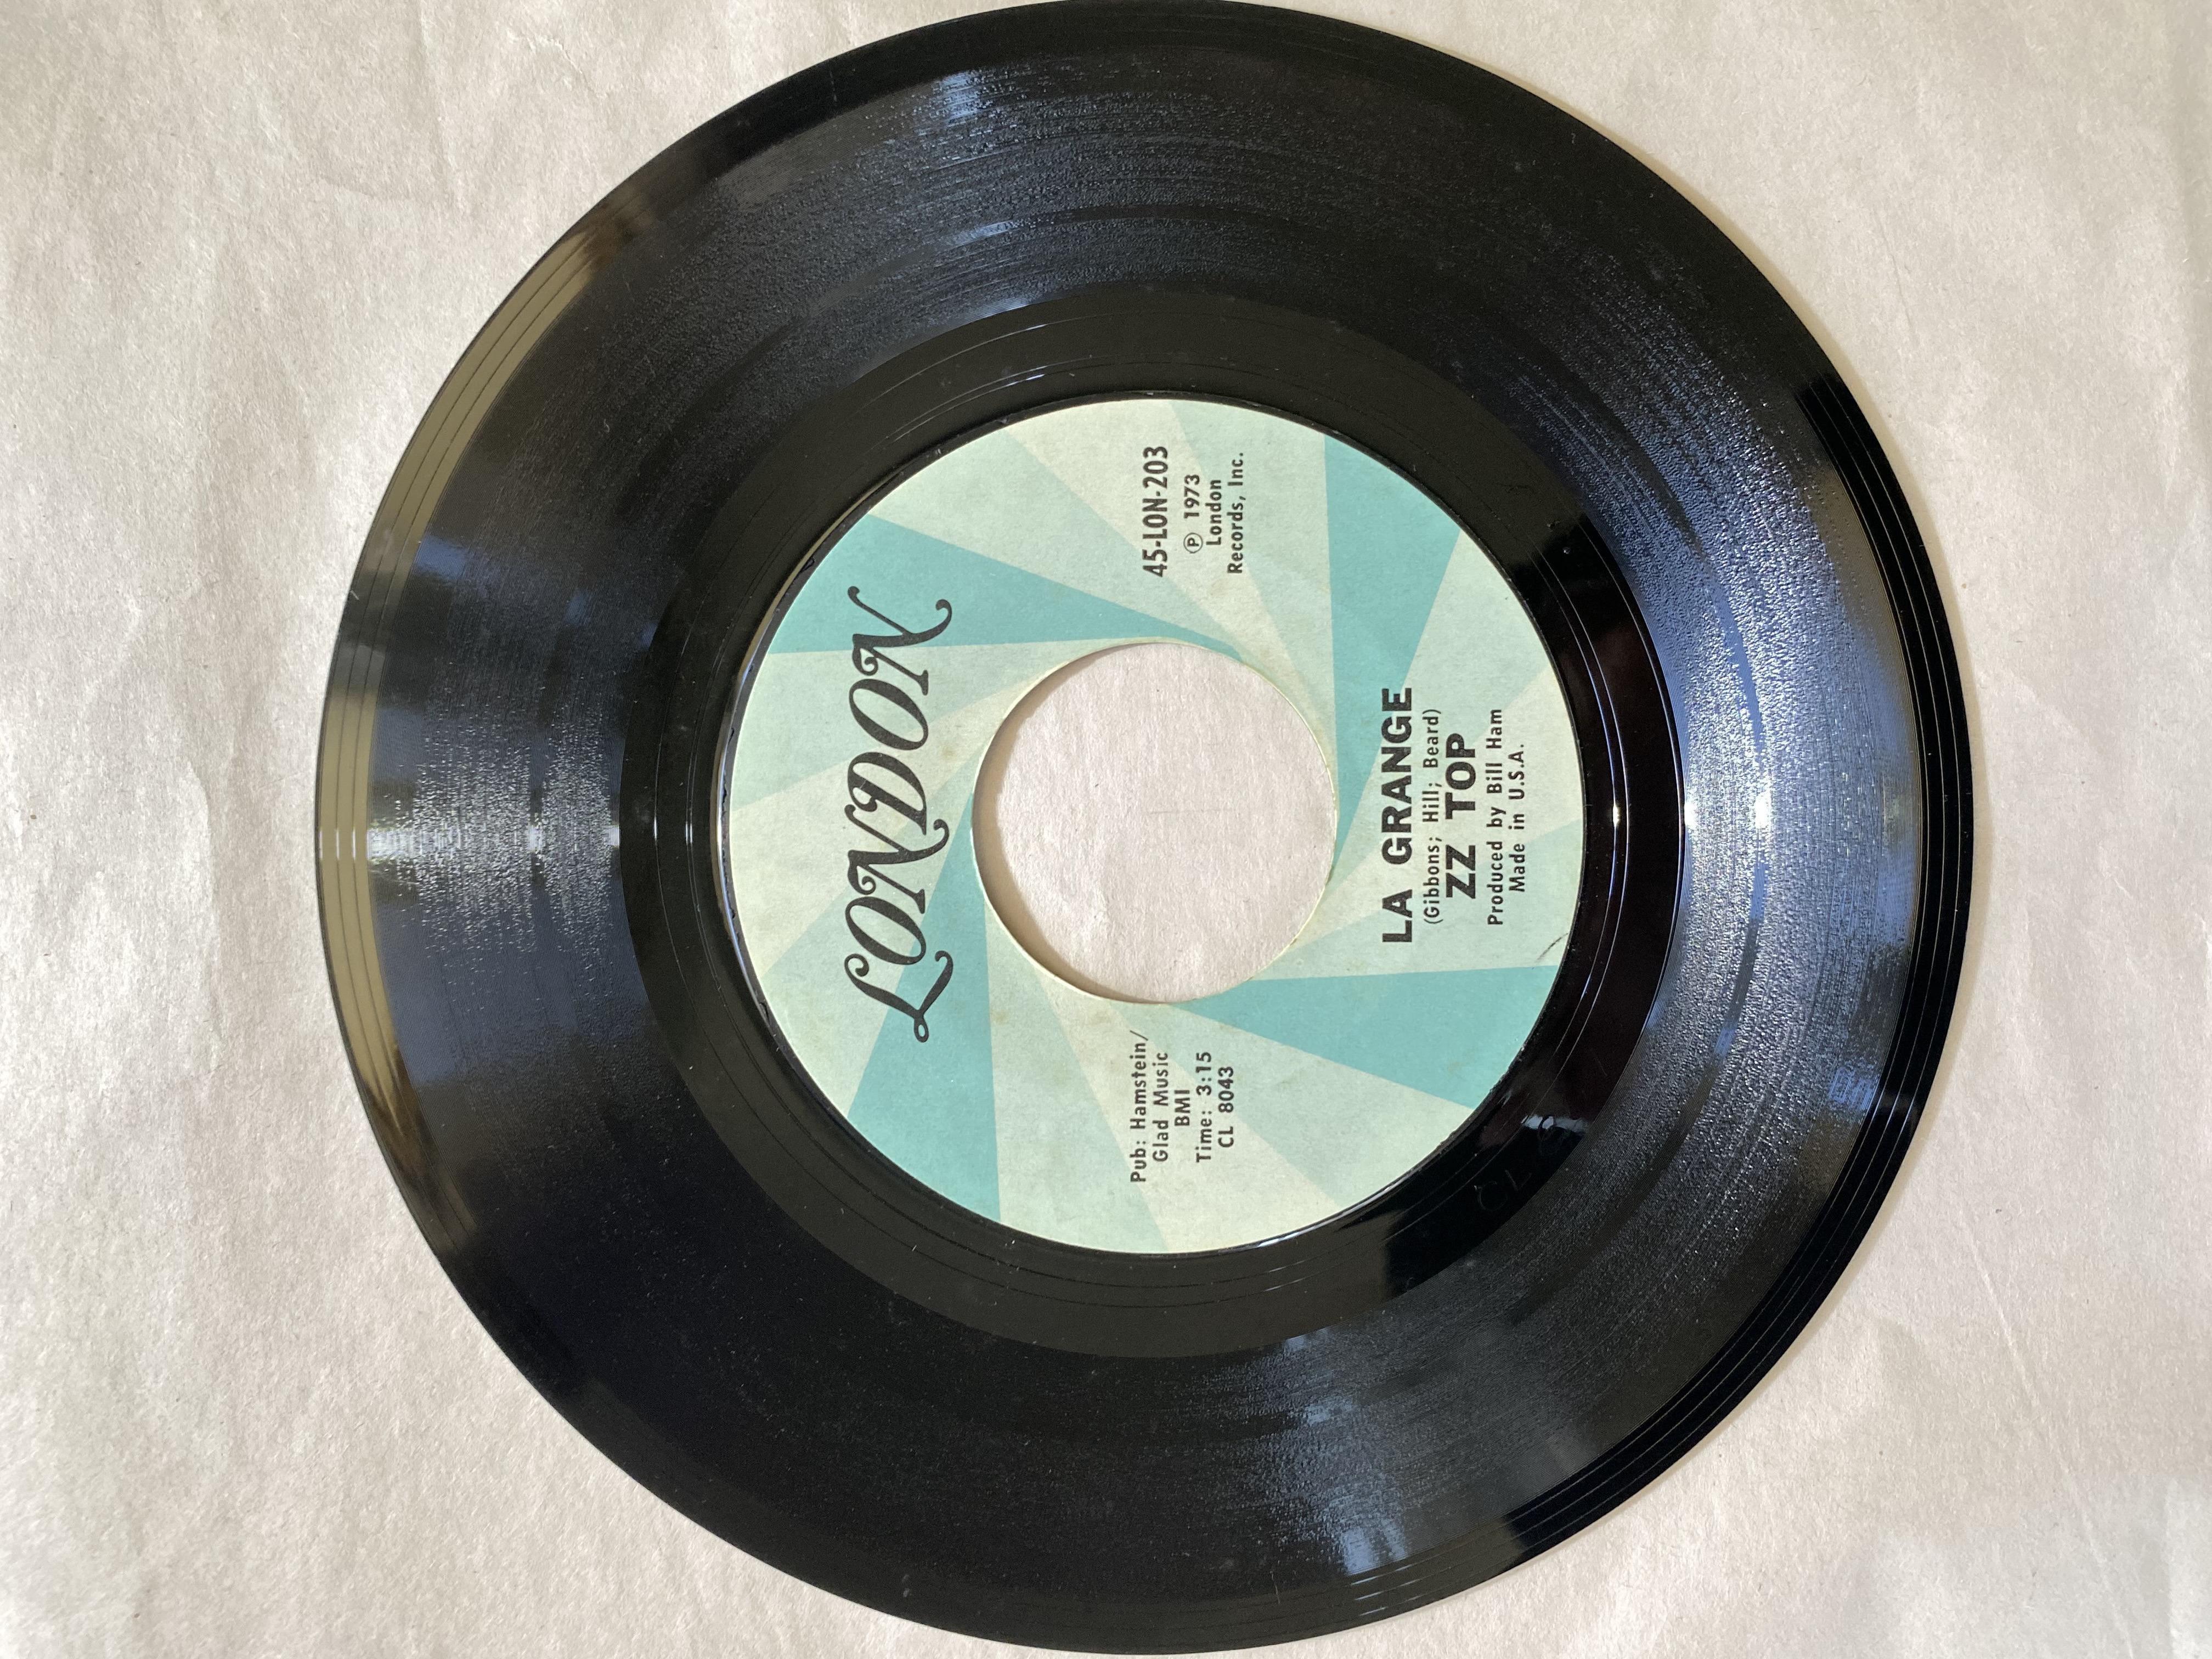 LONDON
Pub: Hamstein/
Glad Music
BMI
Time: 3:15
CL 8043
45-LON-203
Ⓟ 1973
London
Records, Inc.
LA GRANGE
(Gibbons; Hill; Beard)
ZZ TOP
Produced by Bill Ham
Made in U.S.A.